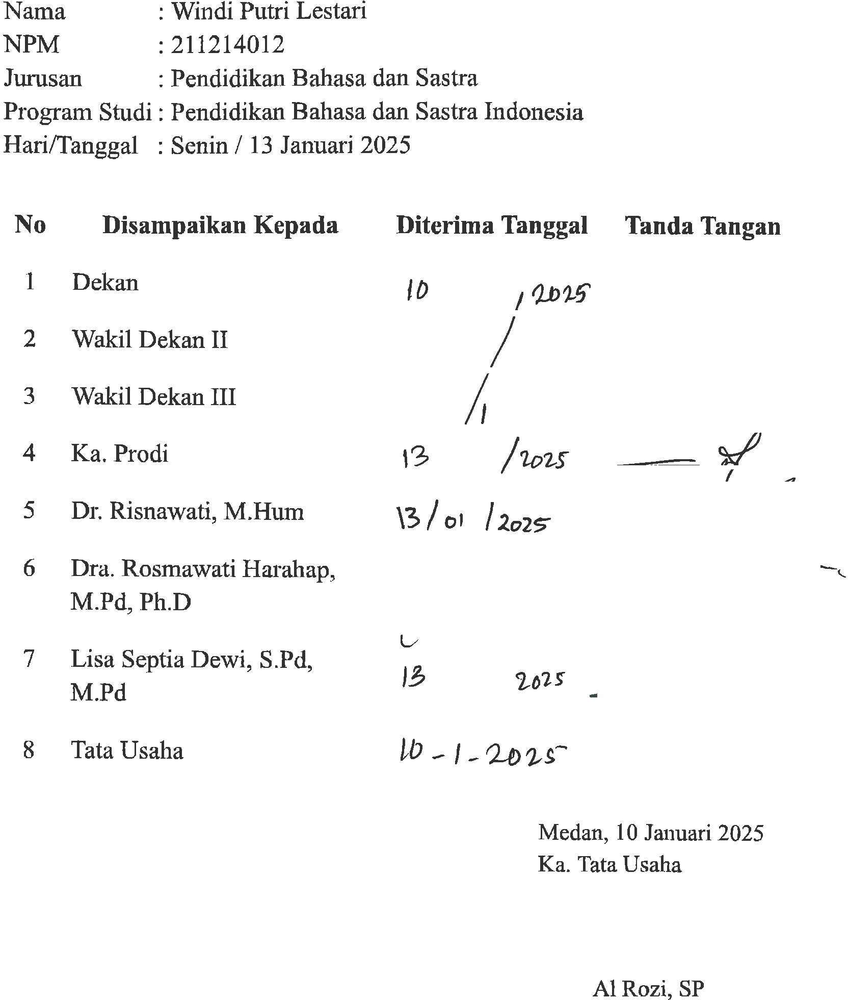 Nama : Windi Putri Lestari
NPM : 211214012
Jurusan : Pendidikan Bahasa dan Sastra
Program Studi : Pendidikan Bahasa dan Sastra Indonesia
Hari/Tanggal : Senin / 13 Januari 2025
No Disampaikan Kepada Diterima Tanggal Tanda Tangan
1 Dekan 10 / 2025
2 Wakil Dekan II
3 Wakil Dekan III / 1
4 Ka. Prodi 13 / 2025
5 Dr. Risnawati, M.Hum 13 / 01 / 2025
6 Dra. Rosmawati Harahap,
M.Pd, Ph.D
7 Lisa Septia Dewi, S.Pd,
M.Pd 13 2025
8 Tata Usaha 10 - 1 - 2025
Medan, 10 Januari 2025
Ka. Tata Usaha
Al Rozi, SP